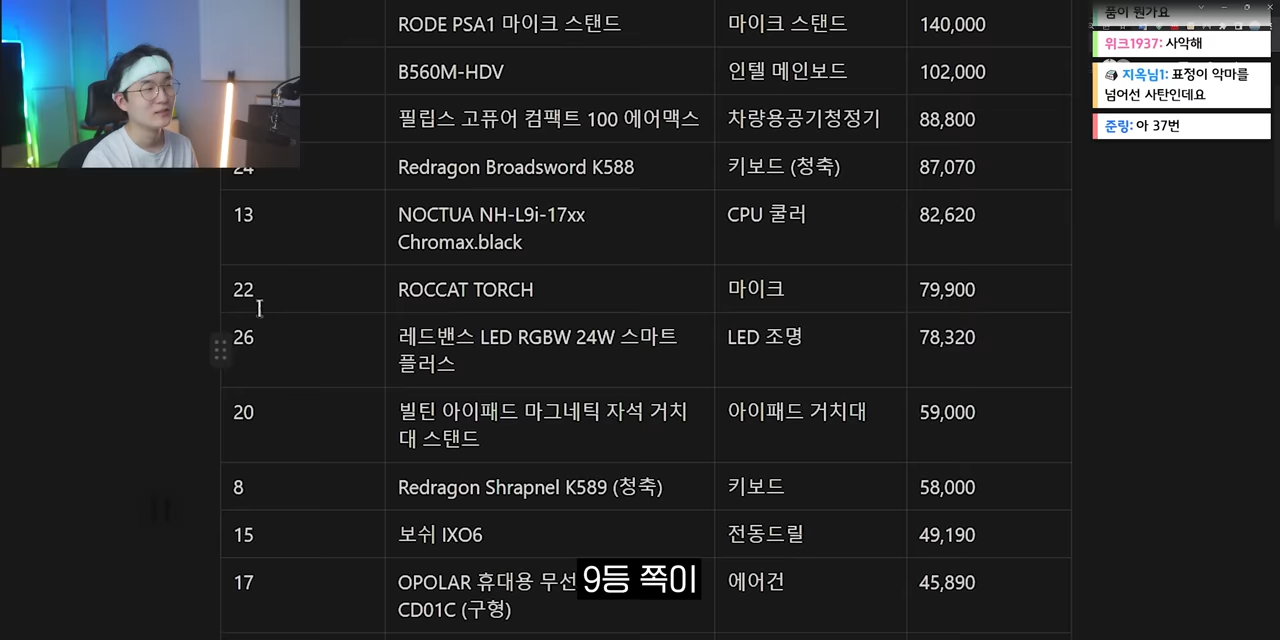 RODE PSA1 마이크 스탠드 마이크 스탠드 140,000
B560M-HDV 인텔 메인보드 102,000
필립스 고퓨어 컴팩트 100 에어맥스 차량용공기청정기 88,800
24 Redragon Broadsword K588 키보드 (청축) 87,070
13 NOCTUA NH-L9i-17xx CPU 쿨러 82,620
Chromax.black
22 ROCCAT TORCH 마이크 79,900
26 레드밴스 LED RGBW 24W 스마트 LED 조명 78,320
플러스
20 빌틴 아이패드 마그네틱 자석 거치 아이패드 거치대 59,000
대 스탠드
8 Redragon Shrapnel K589 (청축) 키보드 58,000
15 보쉬 IXO6 전동드릴 49,190
17 OPOLAR 휴대용 무선 에어건 45,890
CD01C (구형)
9등 쪽이
품이 뭔가요
위크1937: 사악해
지옥님1: 표정이 악마를
넘어선 사탄인데요
준링: 아 37번